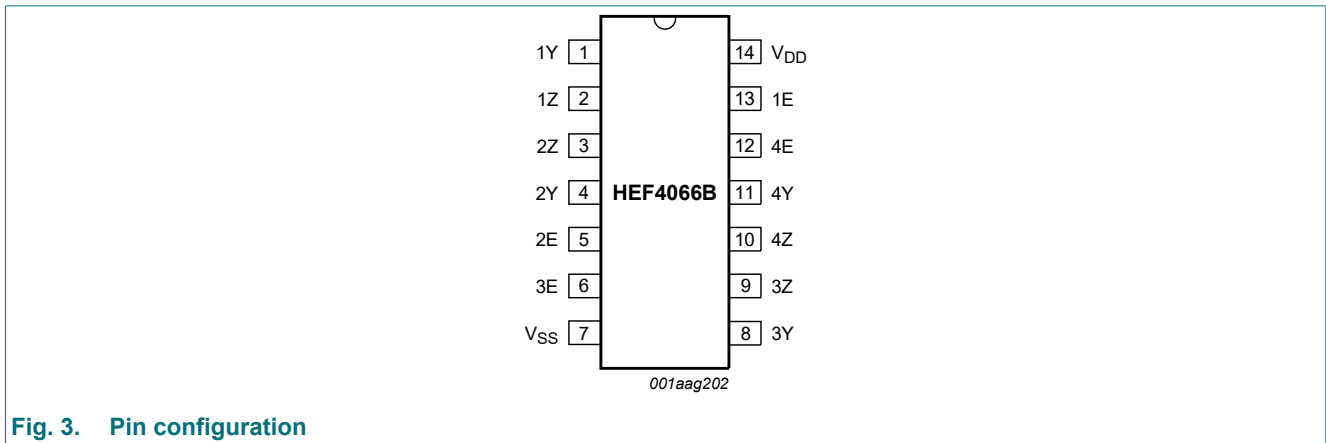 1Y 1 14 VDD
1Z 2 13 1E
2Z 3 12 4E
2Y 4 HEF4066B 11 4Y
2E 5 10 4Z
3E 6 9 3Z
VSS 7 8 3Y
001aag202
Fig. 3. Pin configuration